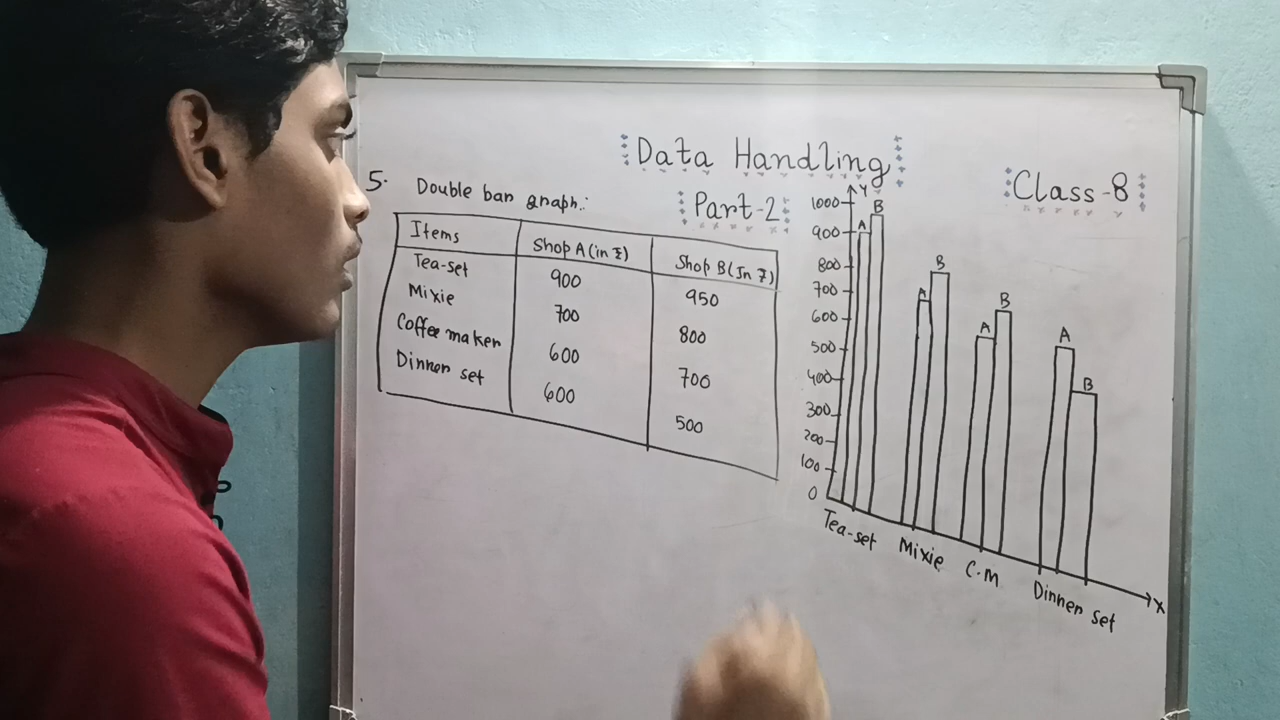 Data Handling
Part-2
Class-8
5. Double bar graph:
Items Shop A (in ₹) Shop B (In ₹)
Tea-set 900 950
Mixie 700 800
Coffee maker 600 700
Dinner set 600 500
Y
1000
900
800
700
600
500
400
300
200
100
0
A B
A B
A B
A B
Tea-set Mixie C.M Dinner set X